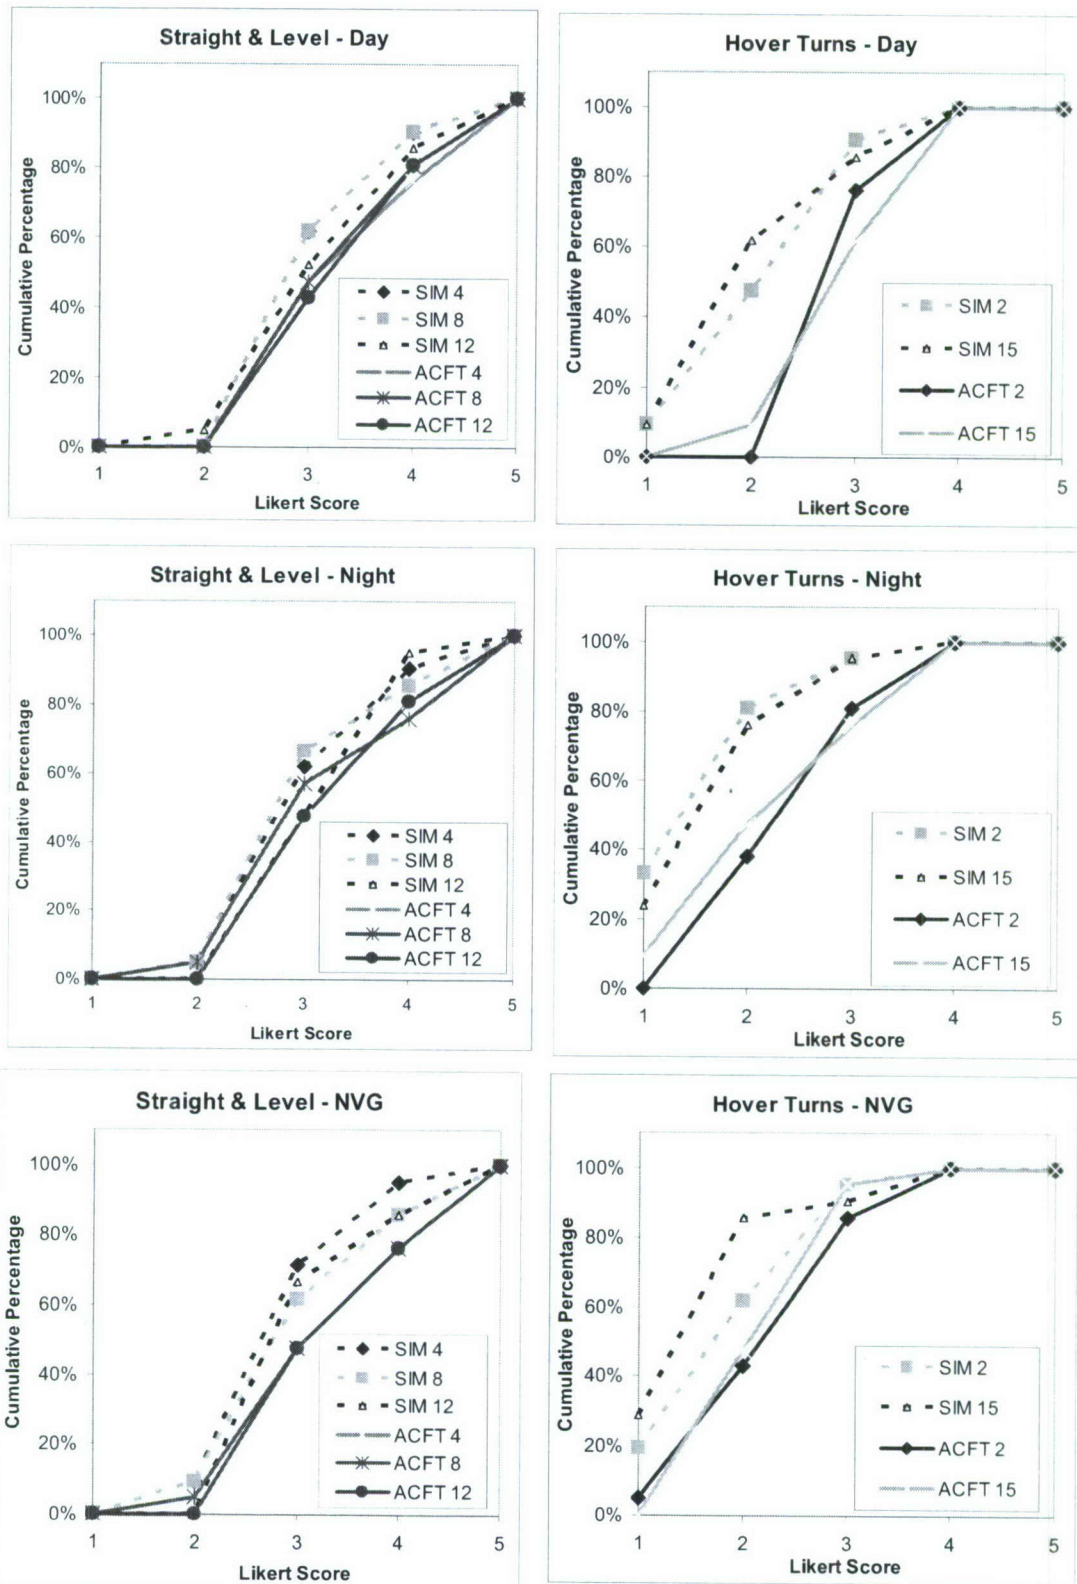 Straight & Level - Day
Cumulative Percentage
100%
80%
60%
40%
20%
0%
SIM 4
SIM 8
SIM 12
ACFT 4
ACFT 8
ACFT 12
1 2 3 4 5
Likert Score
Hover Turns - Day
Cumulative Percentage
100%
80%
60%
40%
20%
0%
SIM 2
SIM 15
ACFT 2
ACFT 15
1 2 3 4 5
Likert Score
Straight & Level - Night
Cumulative Percentage
100%
80%
60%
40%
20%
0%
SIM 4
SIM 8
SIM 12
ACFT 4
ACFT 8
ACFT 12
1 2 3 4 5
Likert Score
Hover Turns - Night
Cumulative Percentage
100%
80%
60%
40%
20%
0%
SIM 2
SIM 15
ACFT 2
ACFT 15
1 2 3 4 5
Likert Score
Straight & Level - NVG
Cumulative Percentage
100%
80%
60%
40%
20%
0%
SIM 4
SIM 8
SIM 12
ACFT 4
ACFT 8
ACFT 12
1 2 3 4 5
Likert Score
Hover Turns - NVG
Cumulative Percentage
100%
80%
60%
40%
20%
0%
SIM 2
SIM 15
ACFT 2
ACFT 15
1 2 3 4 5
Likert Score